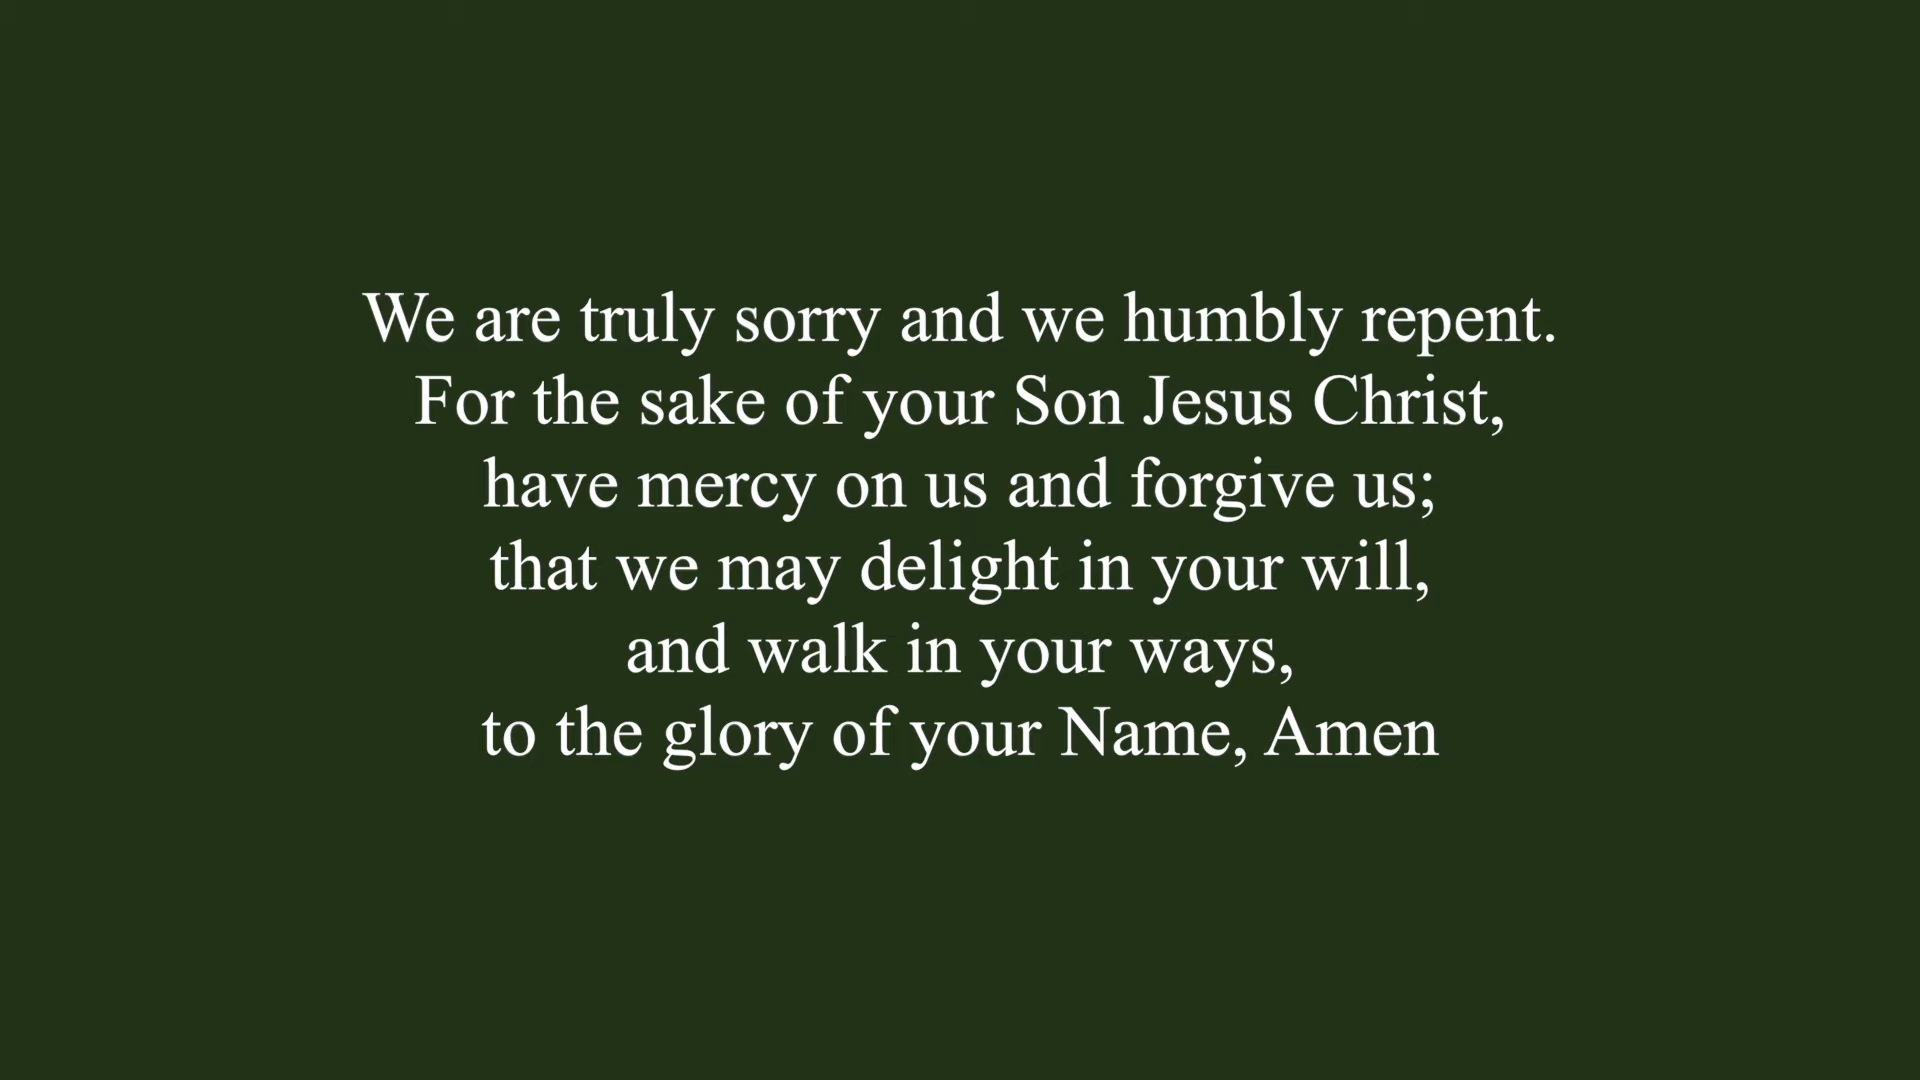 We are truly sorry and we humbly repent.
For the sake of your Son Jesus Christ,
have mercy on us and forgive us;
that we may delight in your will,
and walk in your ways,
to the glory of your Name, Amen